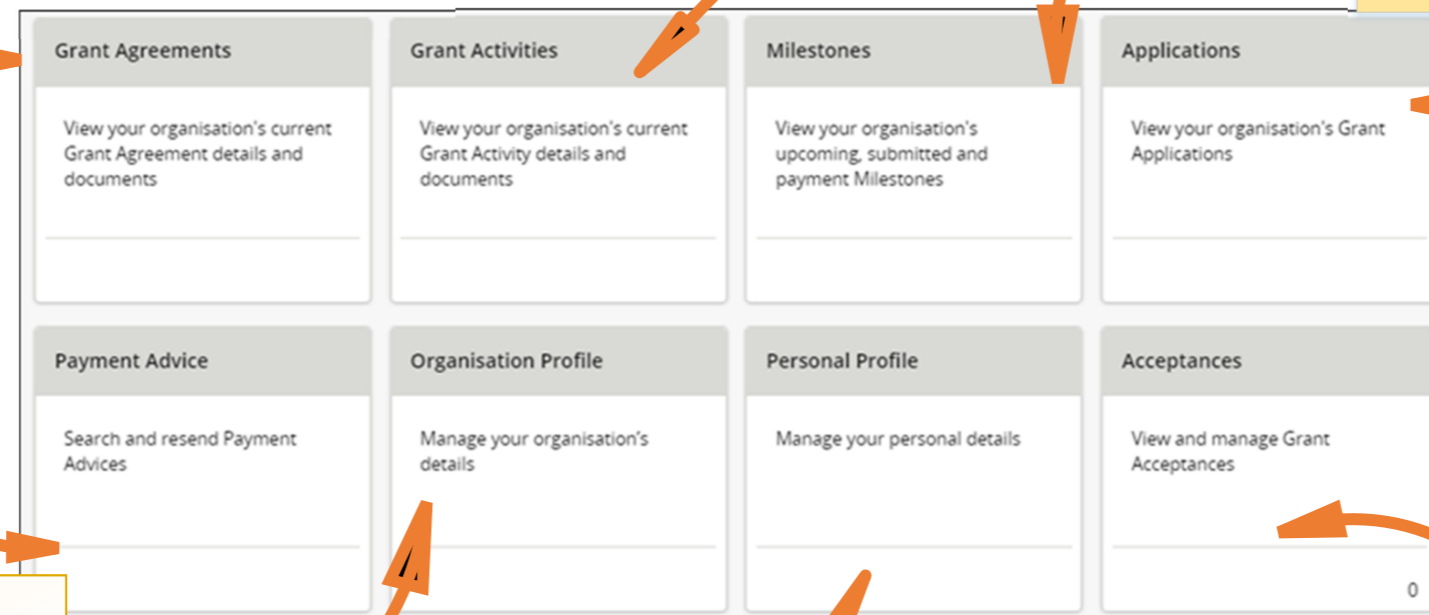 Grant Agreements
View your organisation's current
Grant Agreement details and
documents
Grant Activities
View your organisation's current
Grant Activity details and
documents
Milestones
View your organisation's
upcoming, submitted and
payment Milestones
Applications
View your organisation's Grant
Applications
Payment Advice
Search and resend Payment
Advices
Organisation Profile
Manage your organisation's
details
Personal Profile
Manage your personal details
Acceptances
View and manage Grant
Acceptances
0